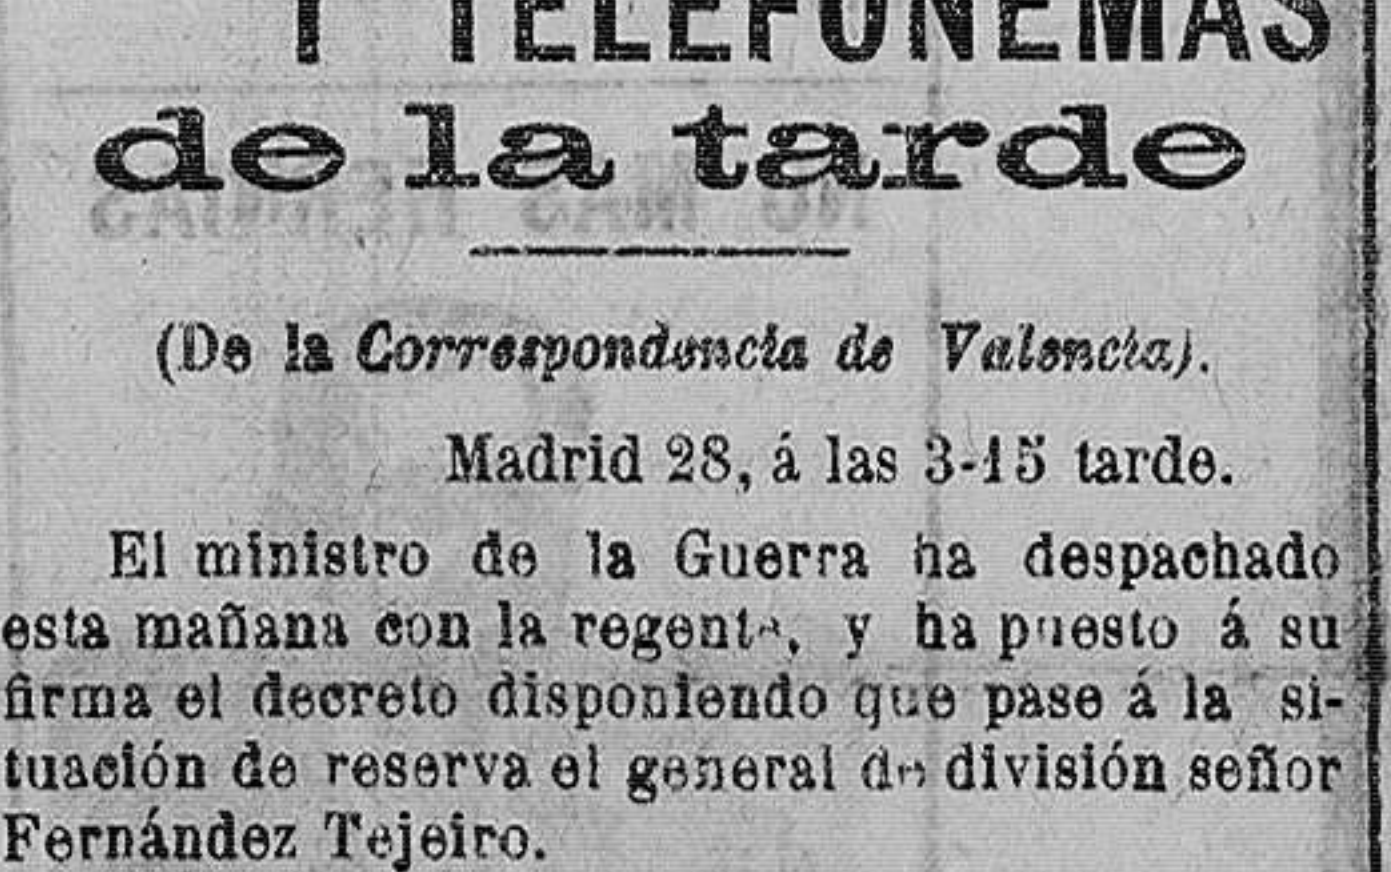 Y TELEFONEMAS
de la tarde
(De la Correspondencia de Valencia).
Madrid 28, á las 3-15 tarde.
El ministro de la Guerra ha despachado
esta mañana con la regente, y ha puesto á su
firma el decreto disponiendo que pase á la si-
tuación de reserva el general de división señor
Fernández Tejeiro.